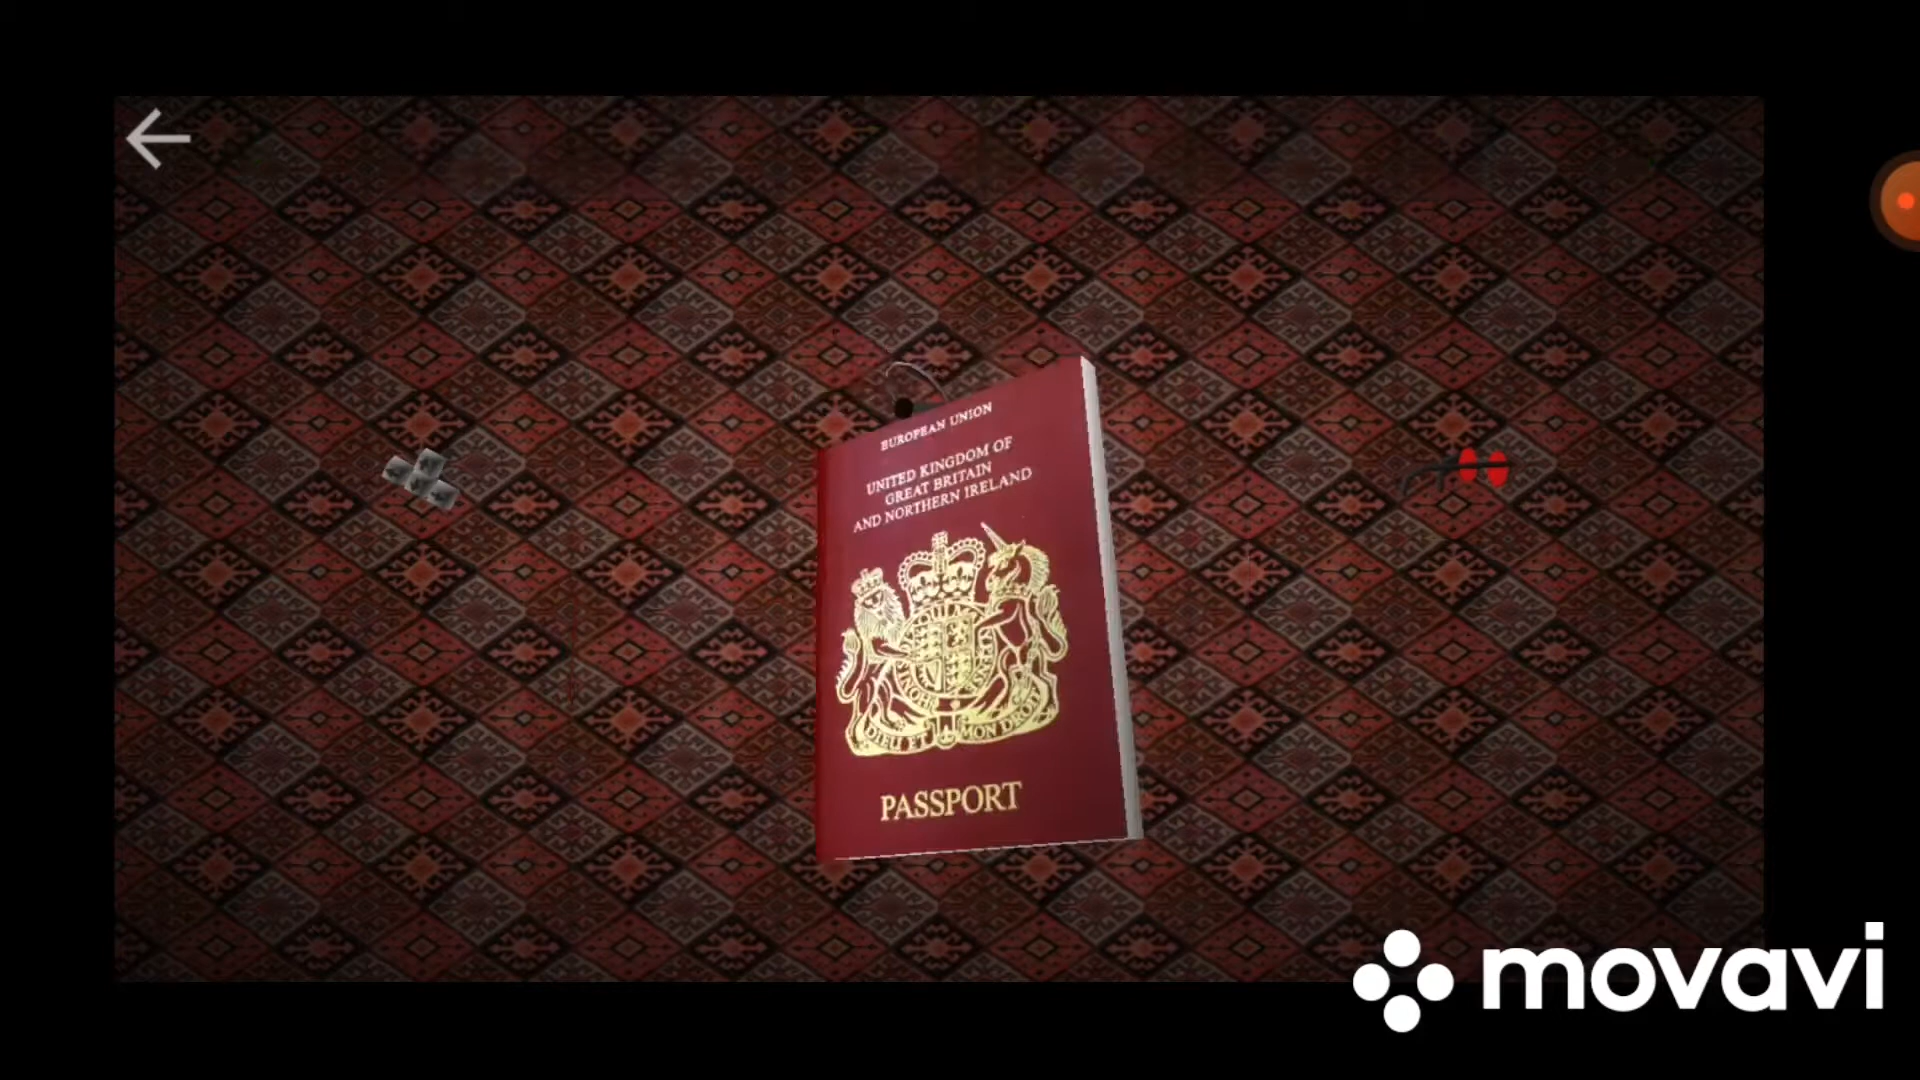 EUROPEAN UNION
UNITED KINGDOM OF
GREAT BRITAIN
AND NORTHERN IRELAND
DIEU ET MON DROIT
PASSPORT
movavi